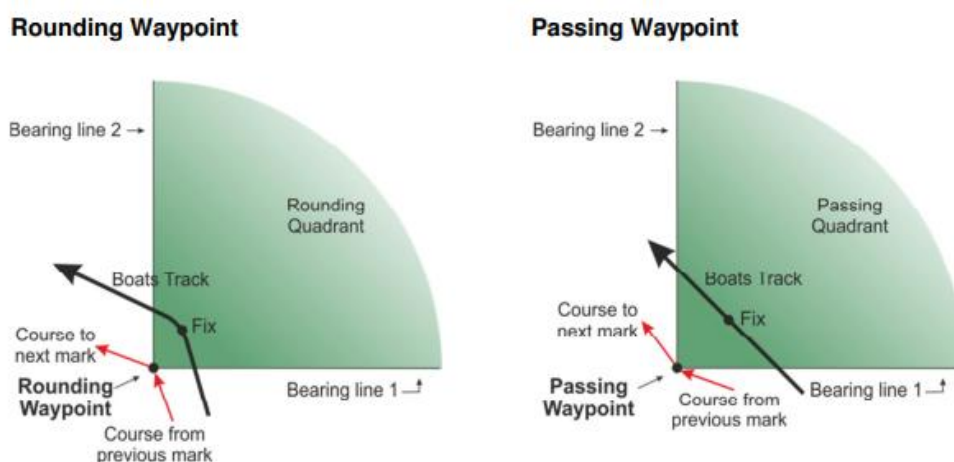 Rounding Waypoint
Bearing line 2 →
Rounding
Quadrant
Boats Track
Fix
Course to
next mark
Rounding
Waypoint
Bearing line 1
Course from
previous mark
Passing Waypoint
Bearing line 2 →
Passing
Quadrant
Boats Track
Fix
Course to
next mark
Passing
Waypoint
Bearing line 1
Course from
previous mark